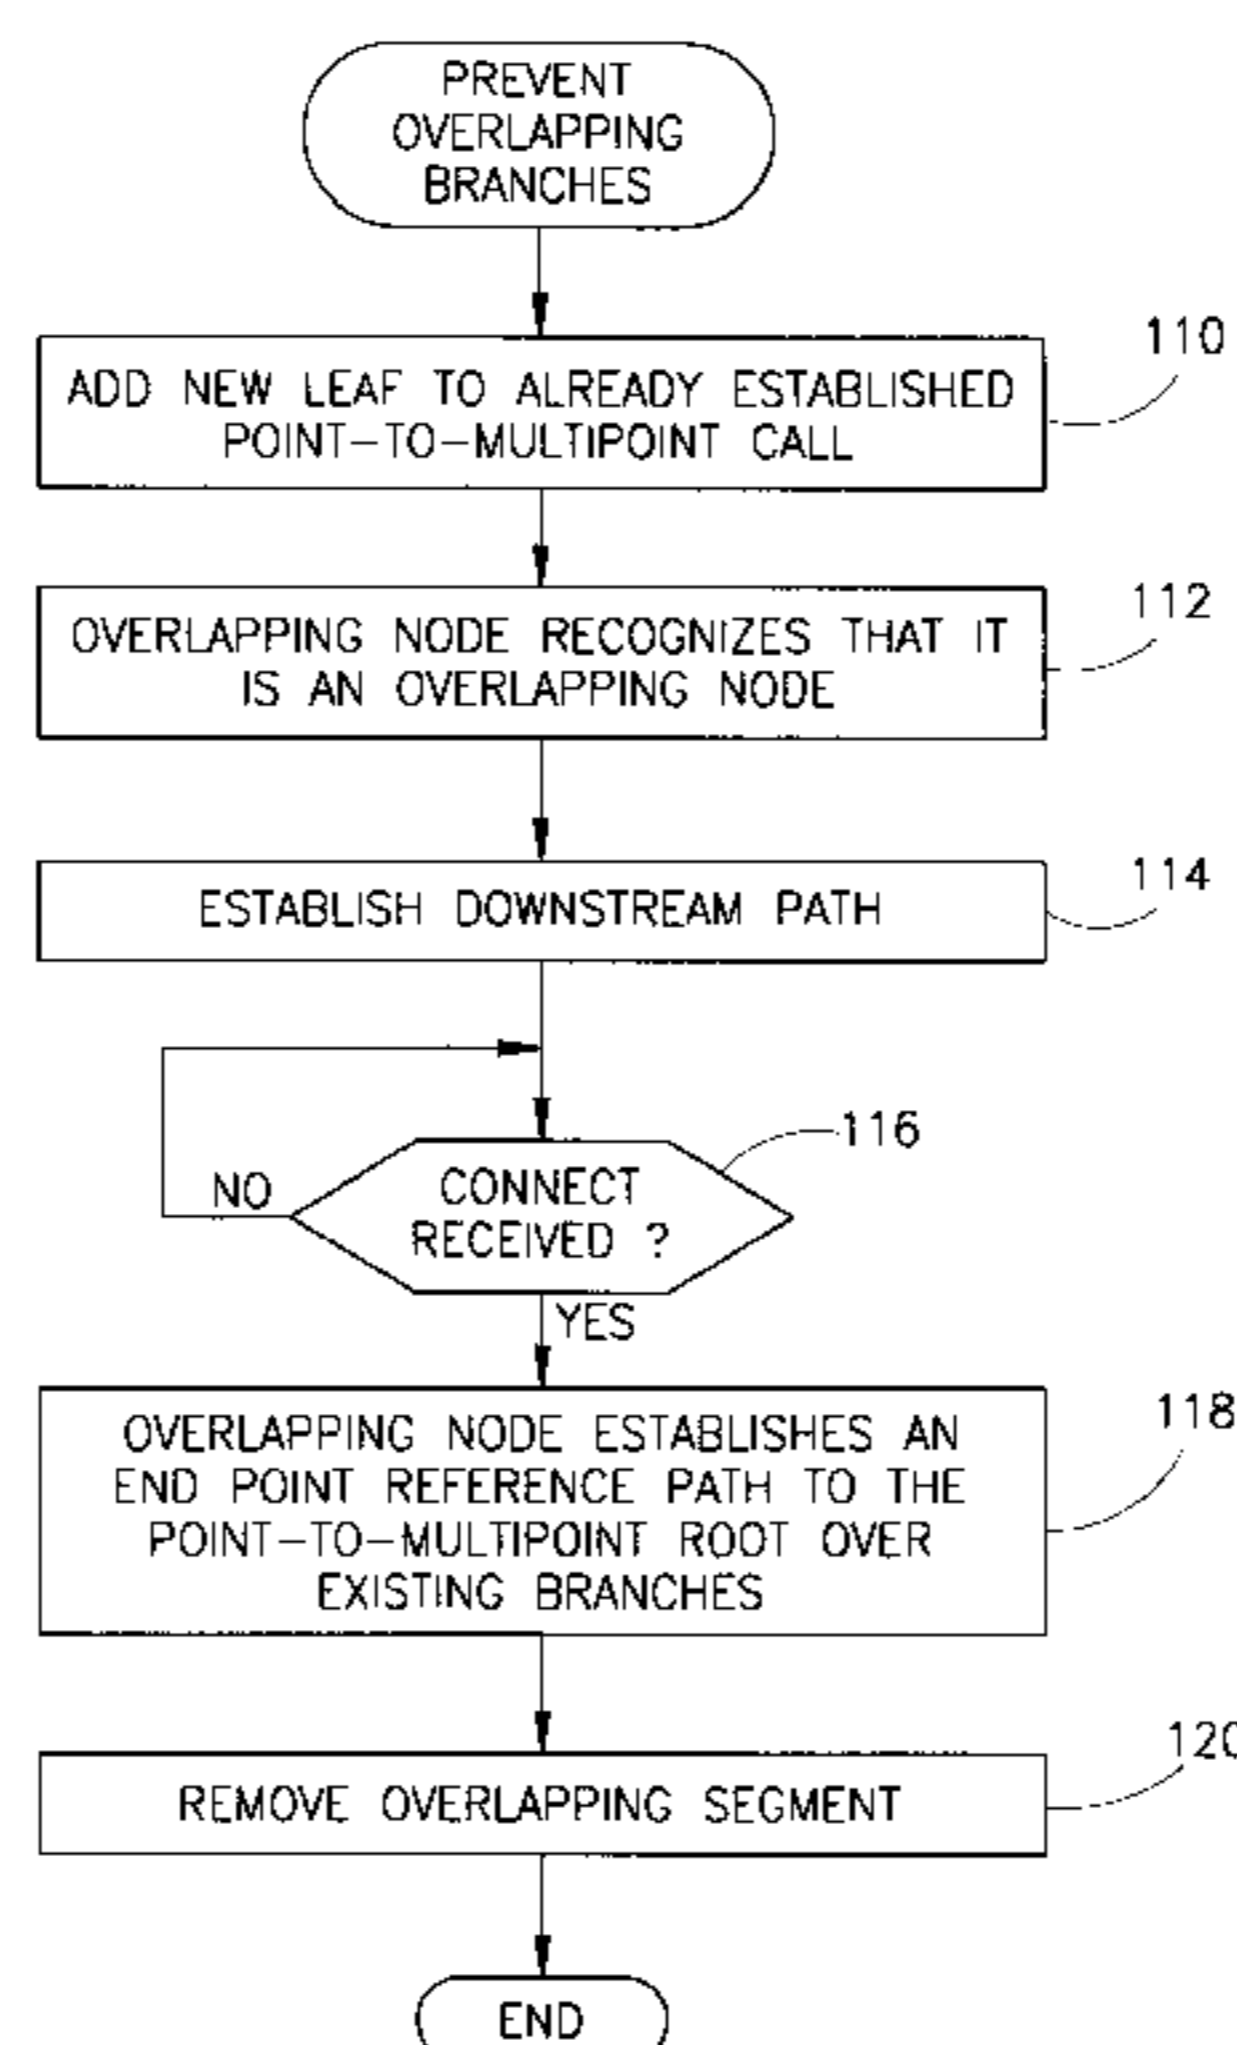 PREVENT
OVERLAPPING
BRANCHES
110
ADD NEW LEAF TO ALREADY ESTABLISHED
POINT-TO-MULTIPOINT CALL
112
OVERLAPPING NODE RECOGNIZES THAT IT
IS AN OVERLAPPING NODE
114
ESTABLISH DOWNSTREAM PATH
116
NO
CONNECT
RECEIVED ?
YES
118
OVERLAPPING NODE ESTABLISHES AN
END POINT REFERENCE PATH TO THE
POINT-TO-MULTIPOINT ROOT OVER
EXISTING BRANCHES
120
REMOVE OVERLAPPING SEGMENT
END